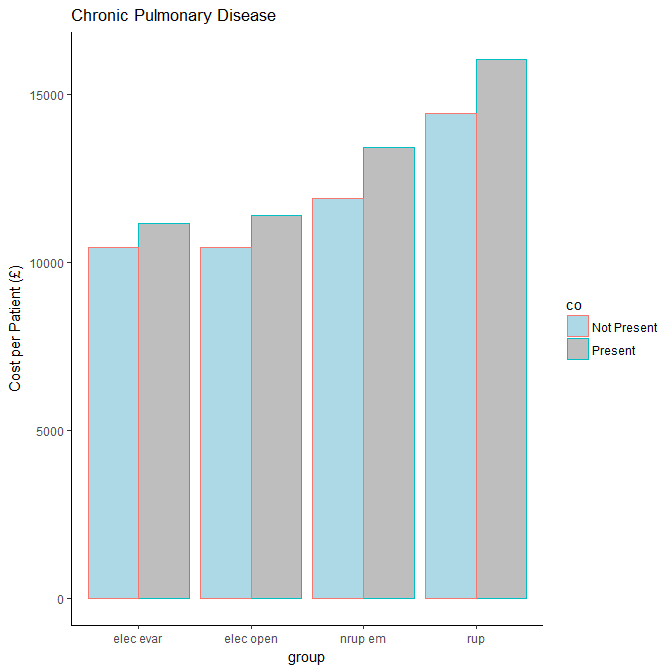 Chronic Pulmonary Disease
Cost per Patient (£)
15000
10000
5000
0
elec evar
elec open
nrup em
rup
group
co
Not Present
Present